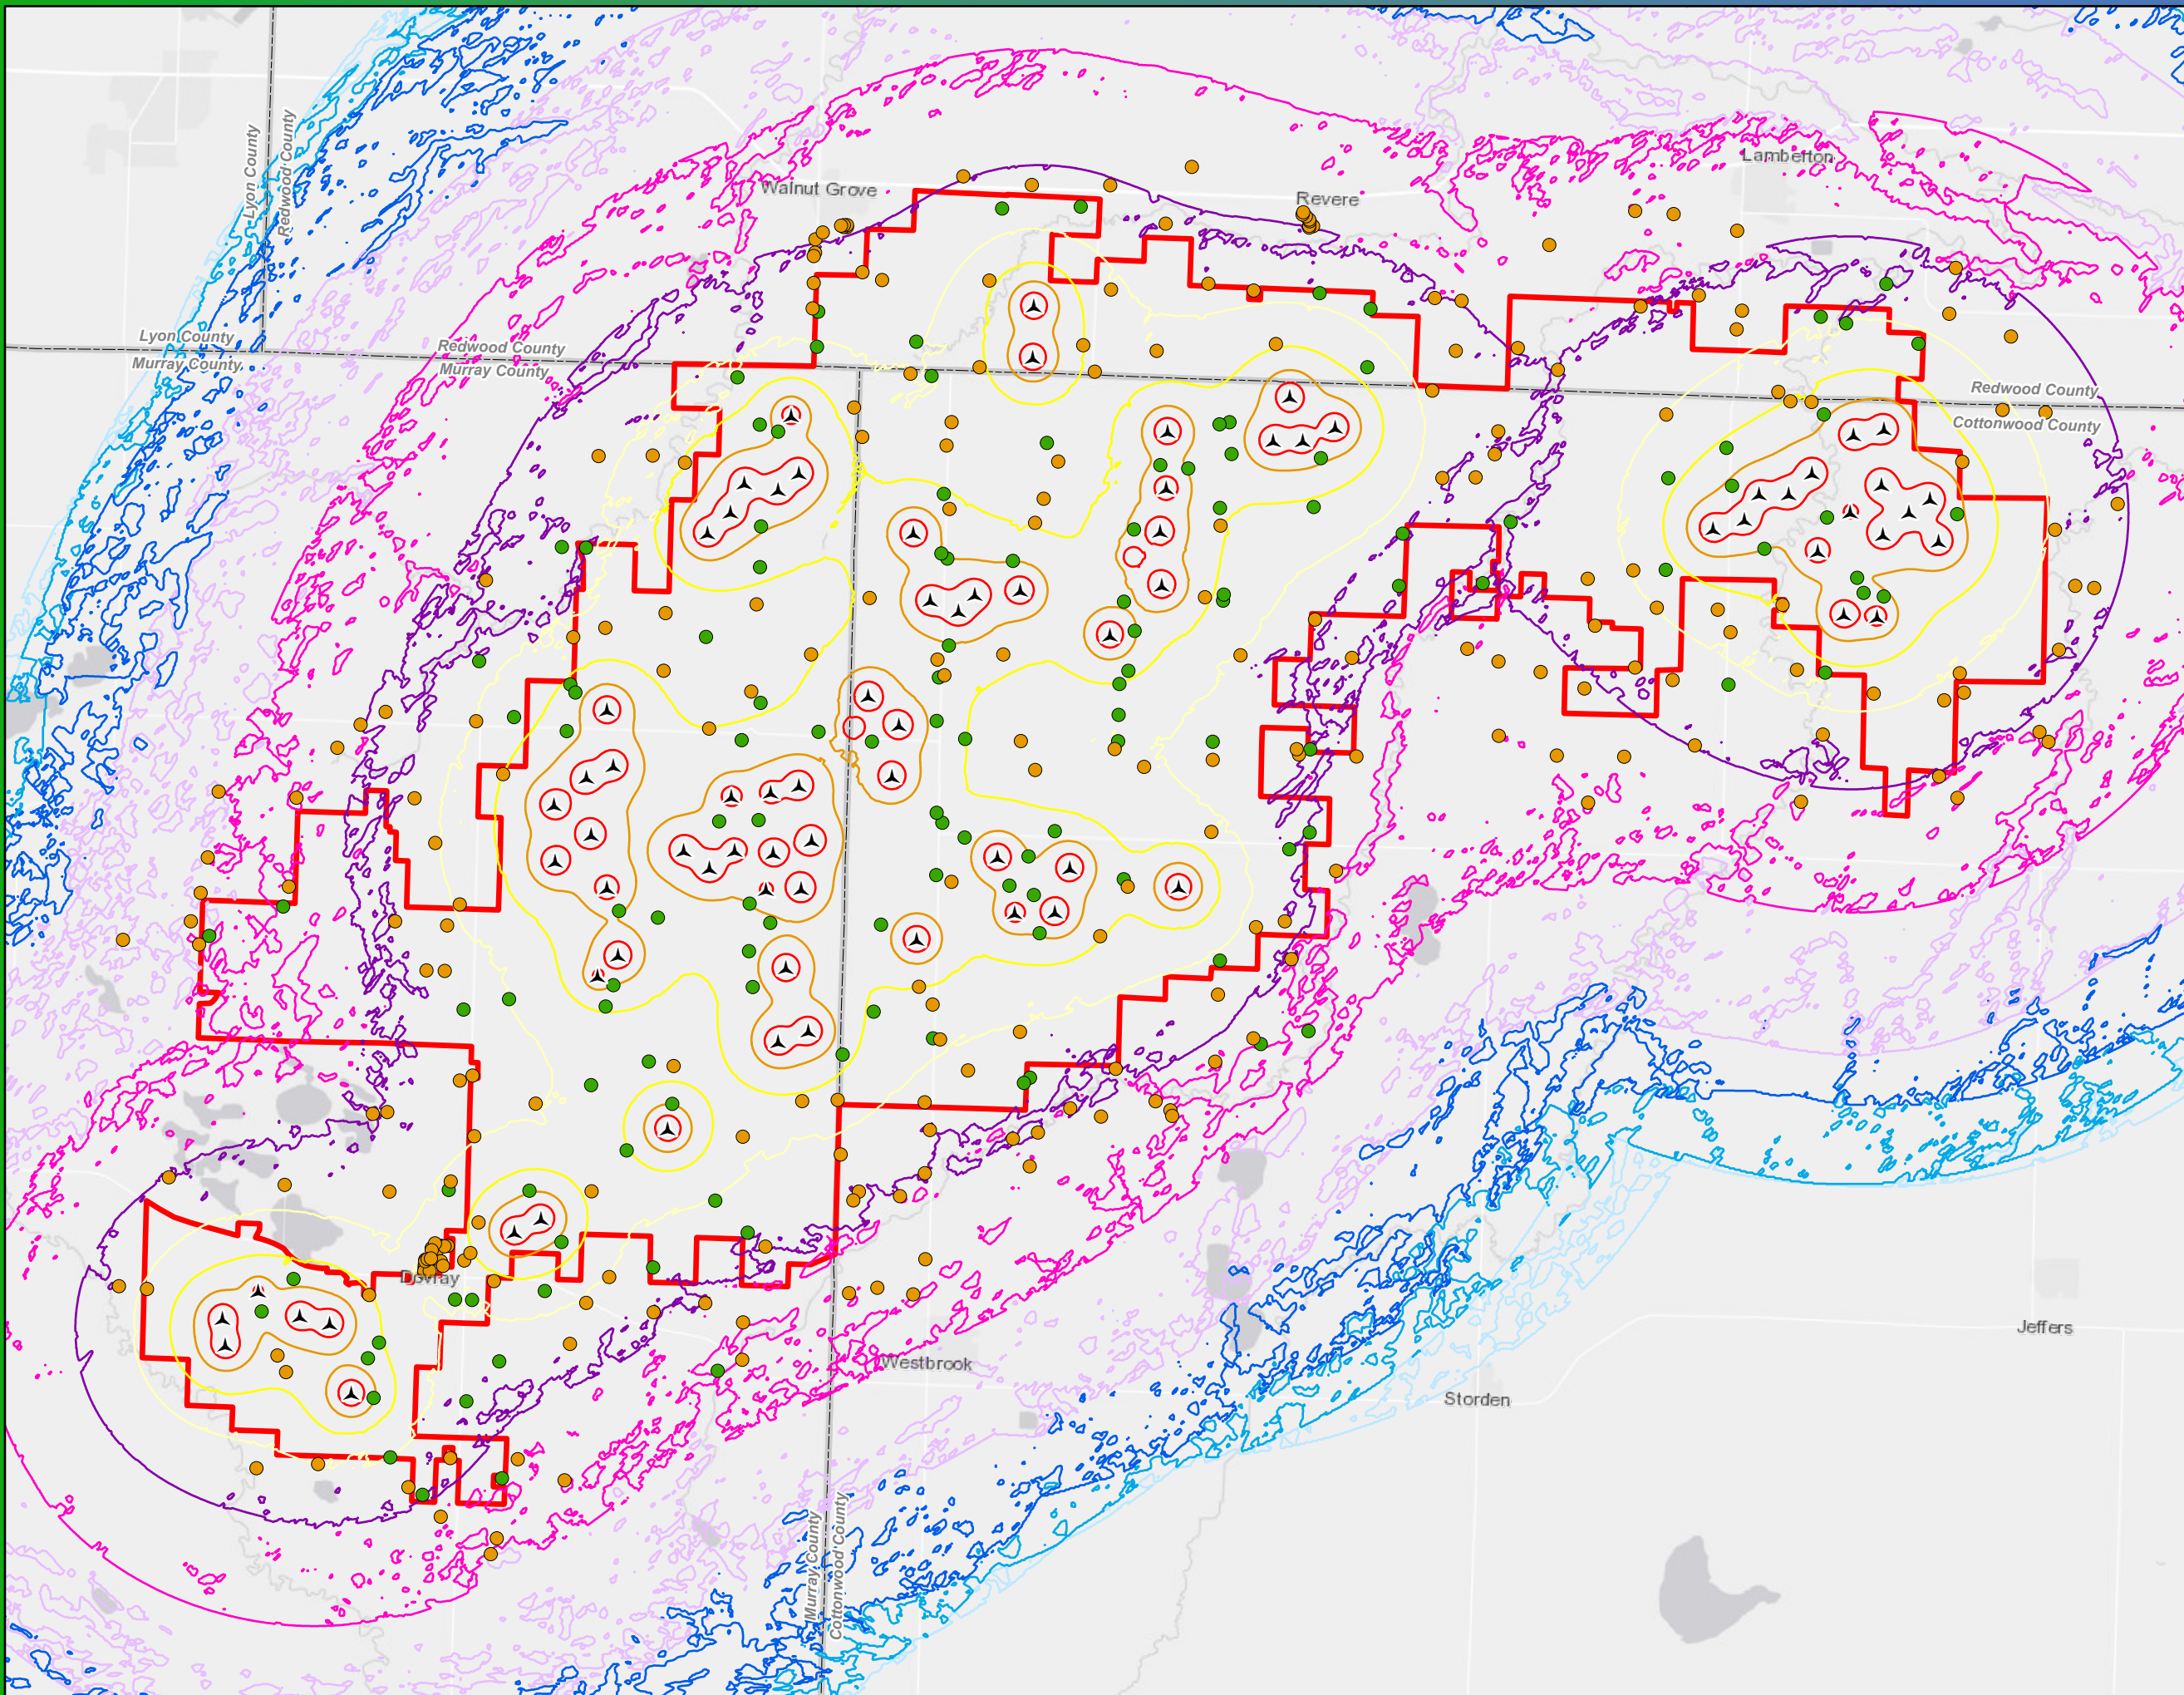 Lyon County
Redwood County
Lamberton
Walnut Grove
Revere
Lyon County
Murray County
Redwood County
Murray County
Redwood County
Cottonwood County
Dovray
Westbrook
Jeffers
Storden
Murray County
Cottonwood County